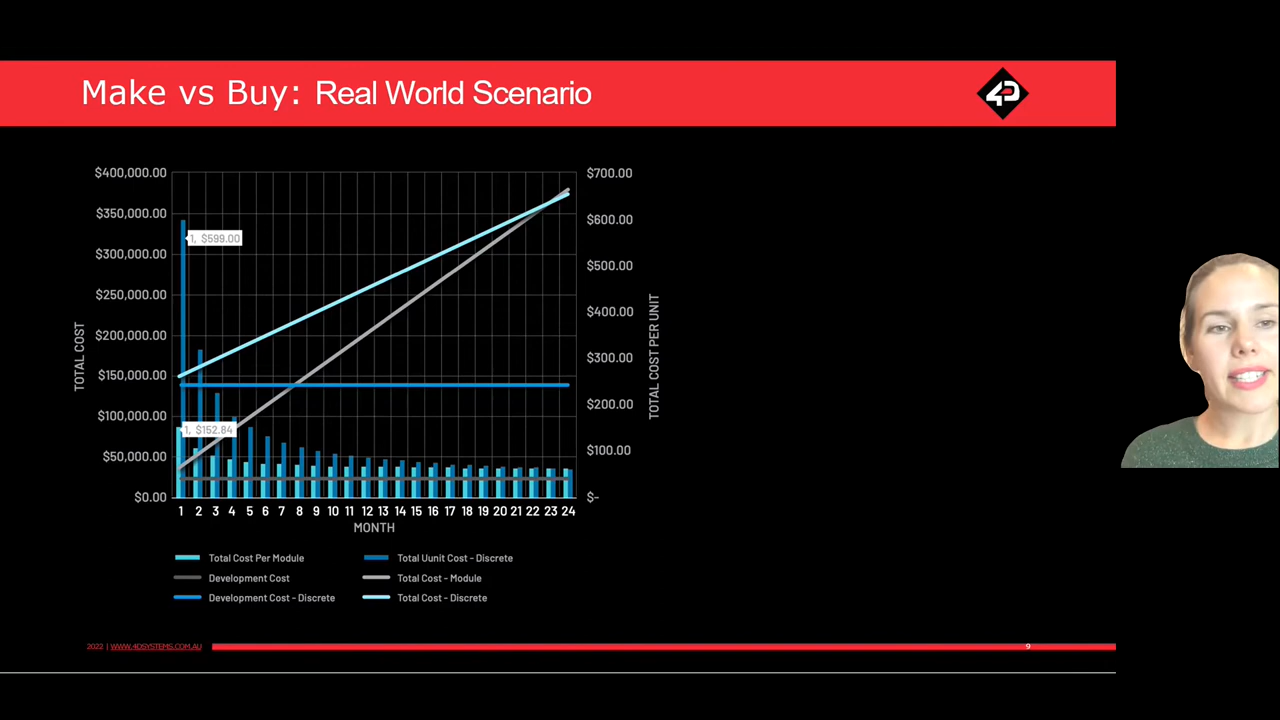 Make vs Buy: Real World Scenario
4D
$400,000.00
$350,000.00
$300,000.00
$250,000.00
$200,000.00
$150,000.00
$100,000.00
$50,000.00
$0.00
TOTAL COST
1, $599.00
1, $152.84
$700.00
$600.00
$500.00
$400.00
$300.00
$200.00
$100.00
$-
TOTAL COST PER UNIT
1 2 3 4 5 6 7 8 9 10 11 12 13 14 15 16 17 18 19 20 21 22 23 24
MONTH
Total Cost Per Module
Total Uunit Cost - Discrete
Development Cost
Total Cost - Module
Development Cost - Discrete
Total Cost - Discrete
2022 | WWW.4DSYSTEMS.COM.AU
9